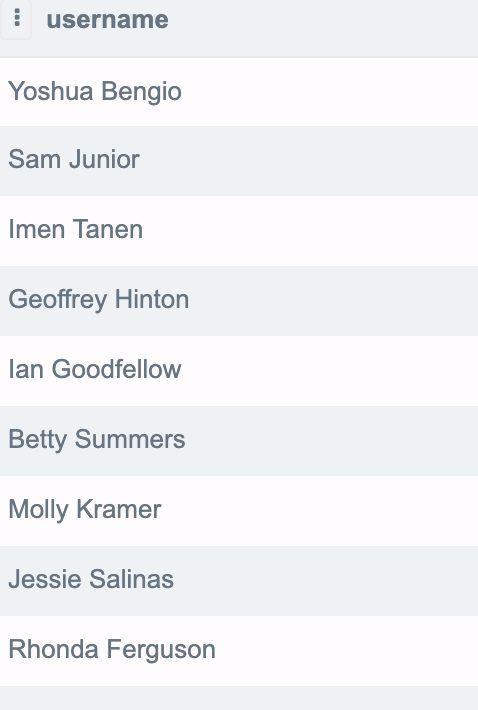 username
Yoshua Bengio
Sam Junior
Imen Tanen
Geoffrey Hinton
Ian Goodfellow
Betty Summers
Molly Kramer
Jessie Salinas
Rhonda Ferguson